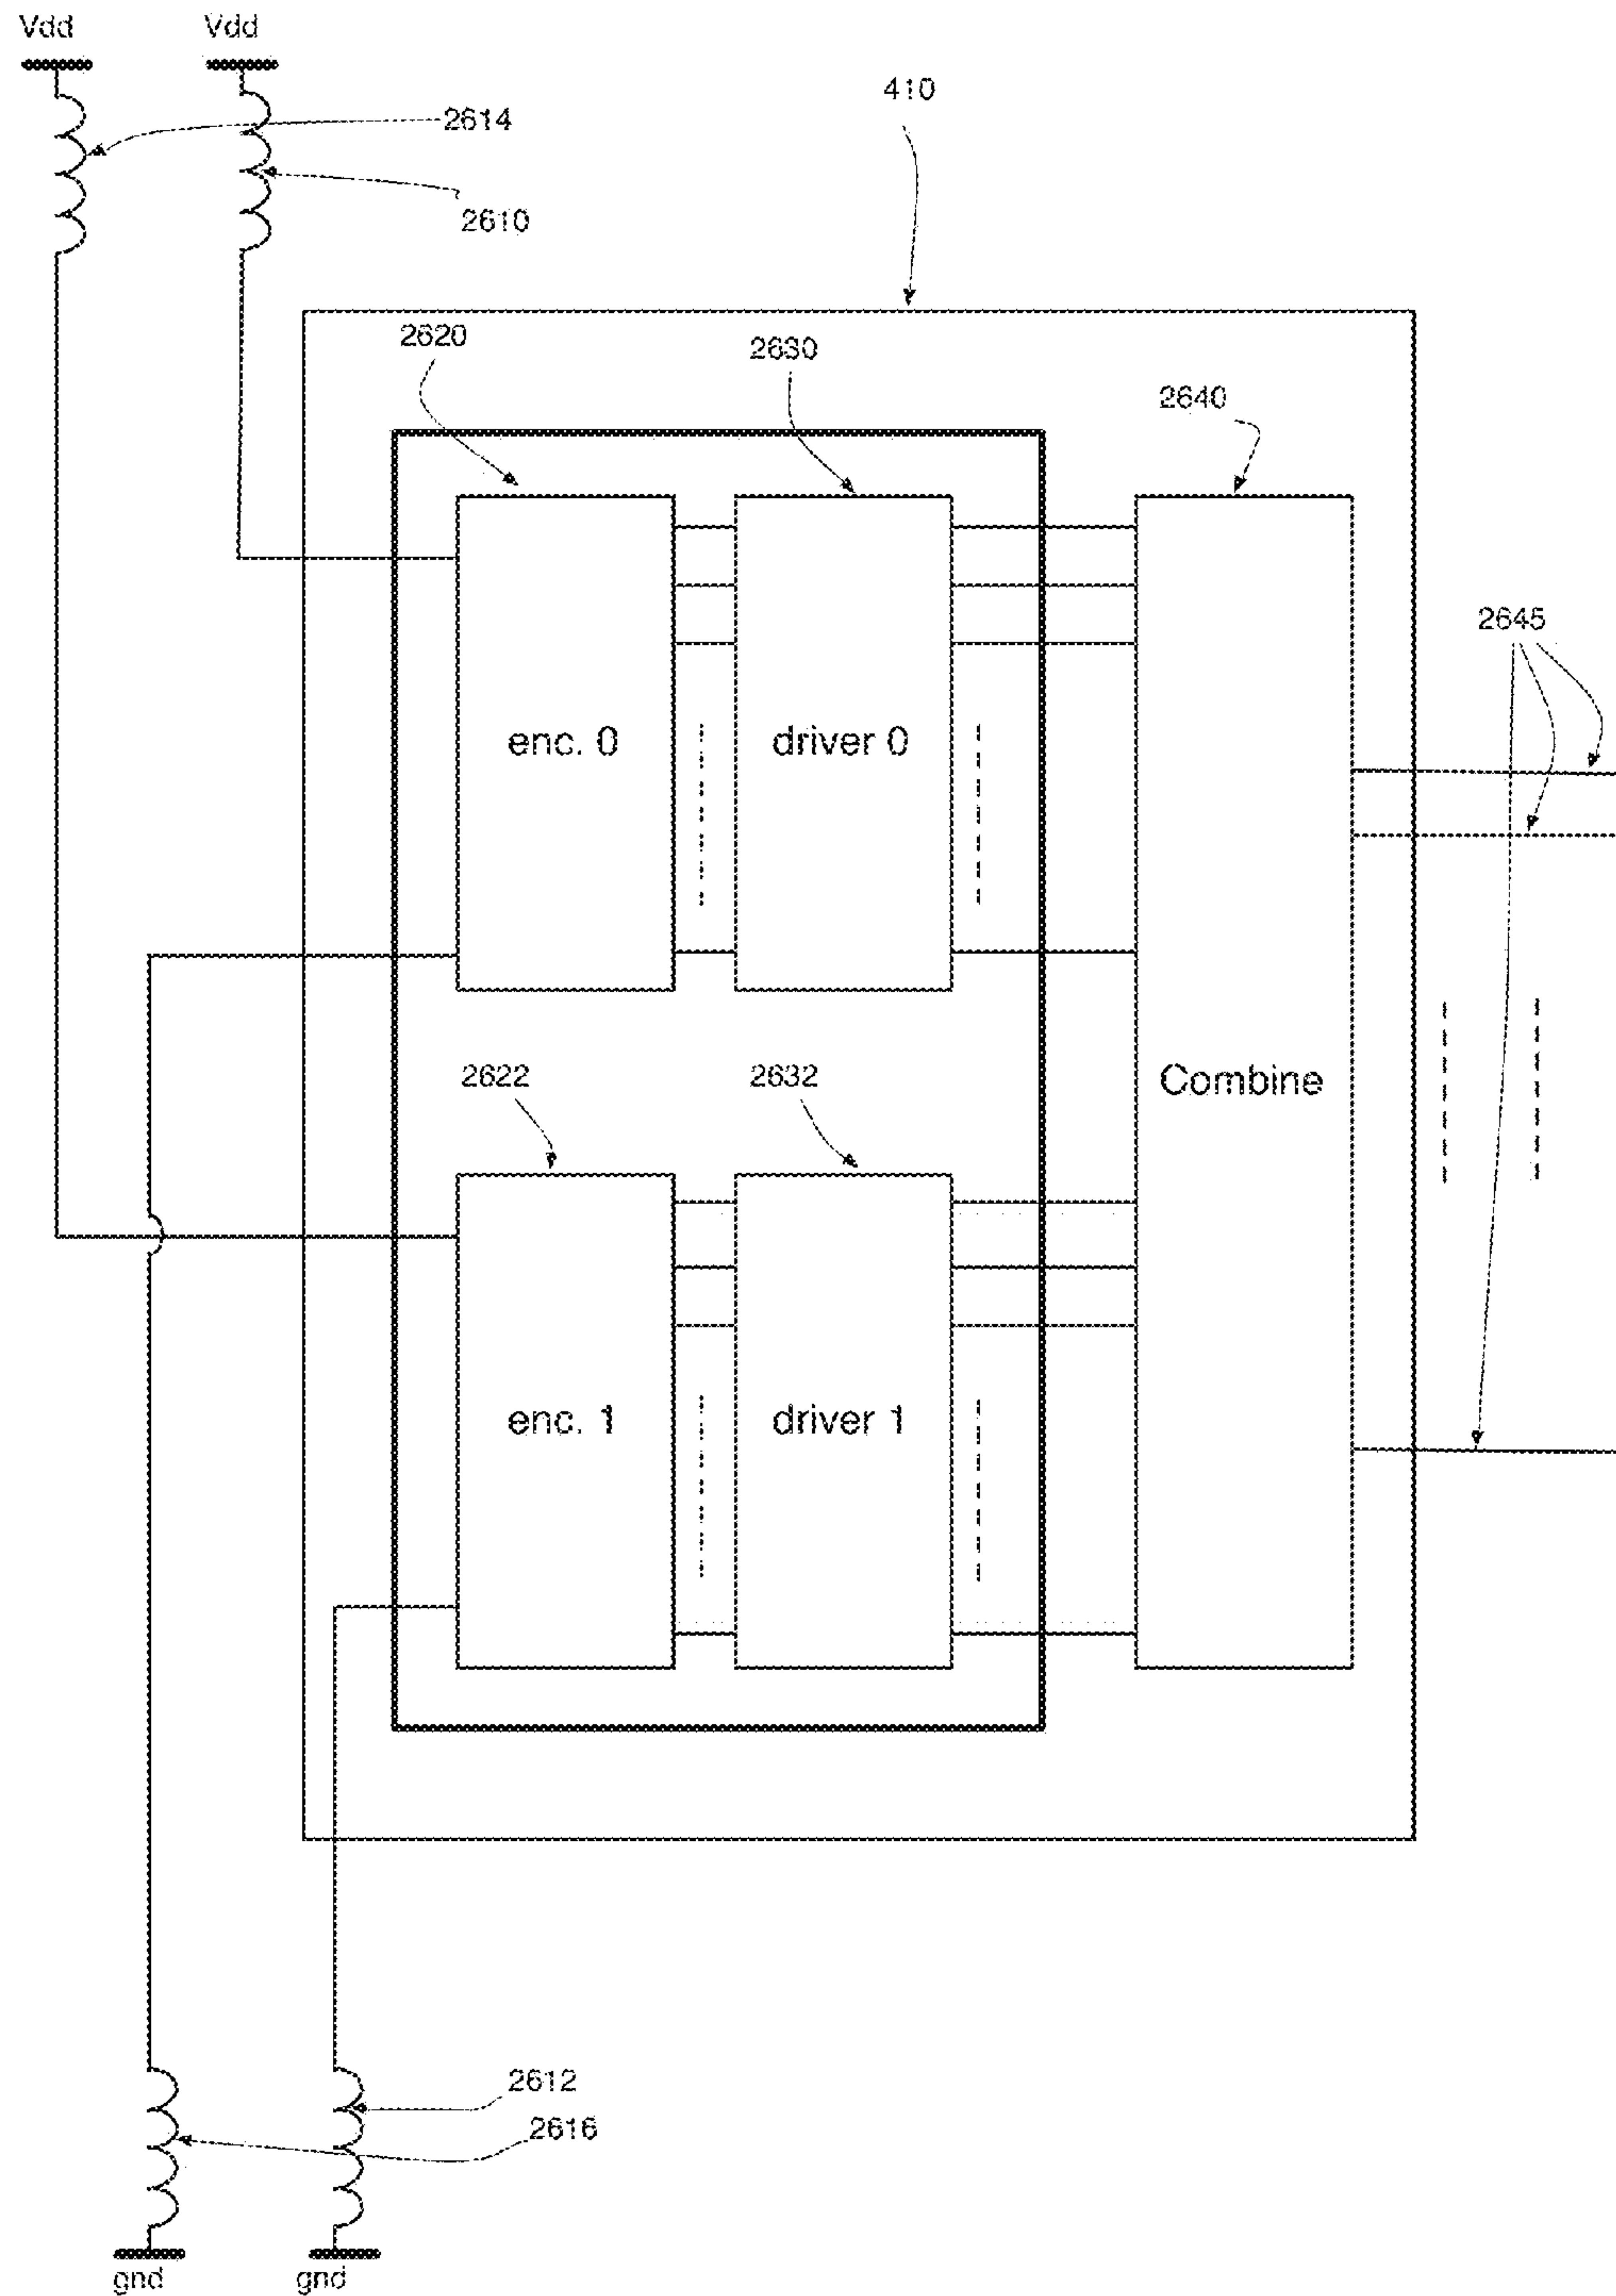 Vdd
Vdd
410
2614
2610
2620
2630
2640
2645
enc. 0
driver 0
2622
2632
Combine
enc. 1
driver 1
2612
2616
gnd
gnd